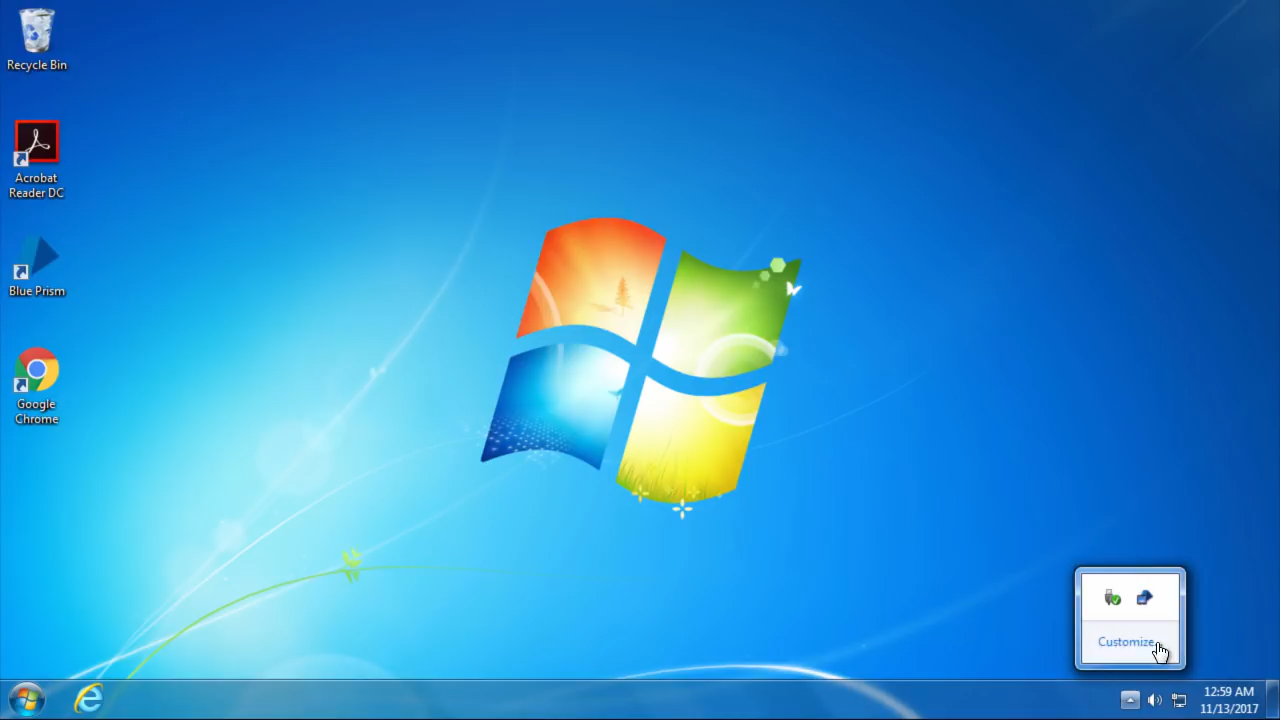 Recycle Bin
Acrobat
Reader DC
Blue Prism
Google
Chrome
Customize...
12:59 AM
11/13/2017